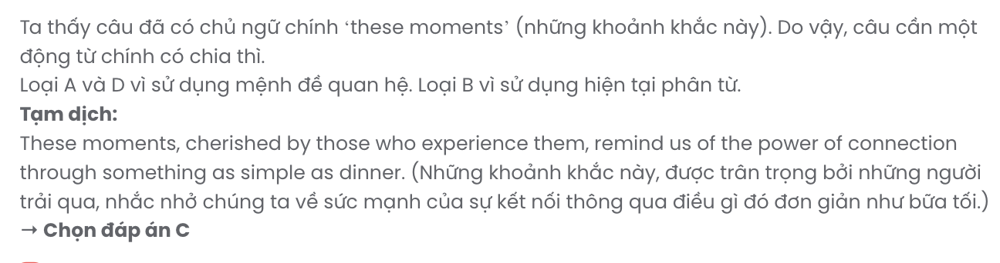 Ta thấy câu đã có chủ ngữ chính ‘these moments’ (những khoảnh khắc này). Do vậy, câu cần một
động từ chính có chia thì.
Loại A và D vì sử dụng mệnh đề quan hệ. Loại B vì sử dụng hiện tại phân từ.
Tạm dịch:
These moments, cherished by those who experience them, remind us of the power of connection
through something as simple as dinner. (Những khoảnh khắc này, được trân trọng bởi những người
trải qua, nhắc nhở chúng ta về sức mạnh của sự kết nối thông qua điều gì đó đơn giản như bữa tối.)
→ Chọn đáp án C